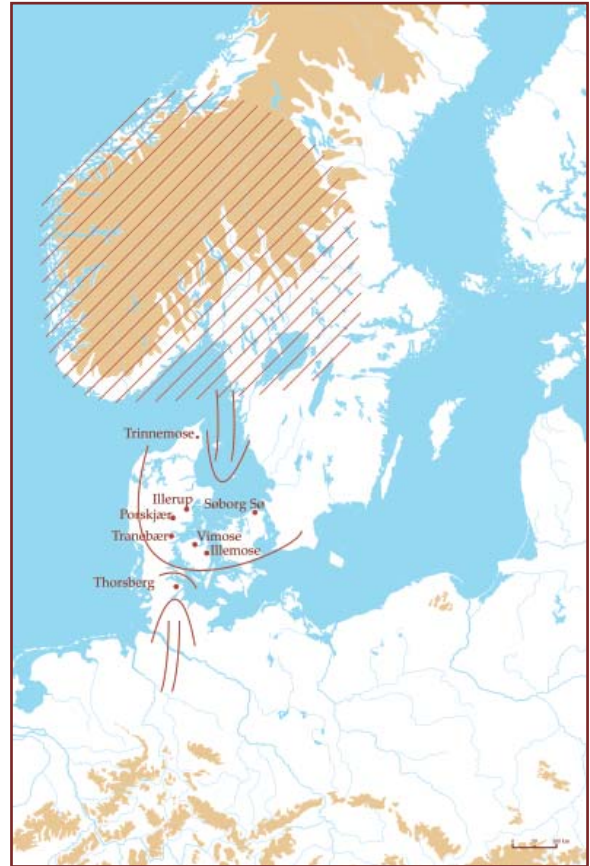 Trinnemose
Illerup
Søborg Sø
Porskjær
Tranebær
Vimose
Illemose
Thorsberg